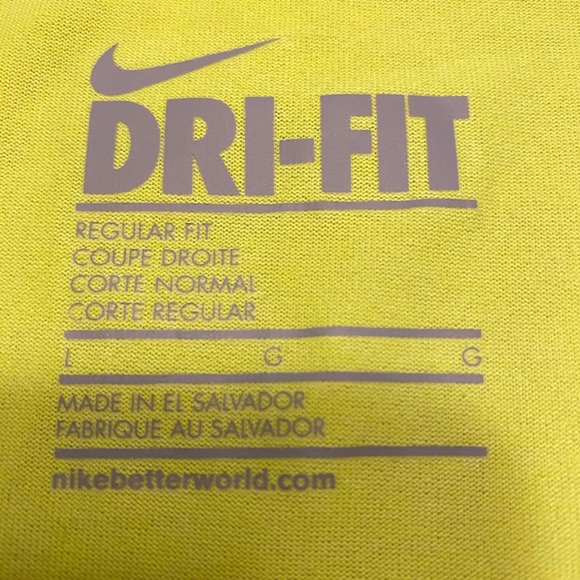 DRI-FIT
REGULAR FIT
COUPE DROITE
CORTE NORMAL
CORTE REGULAR
L G G
MADE IN EL SALVADOR
FABRIQUE AU SALVADOR
nikebetterworld.com